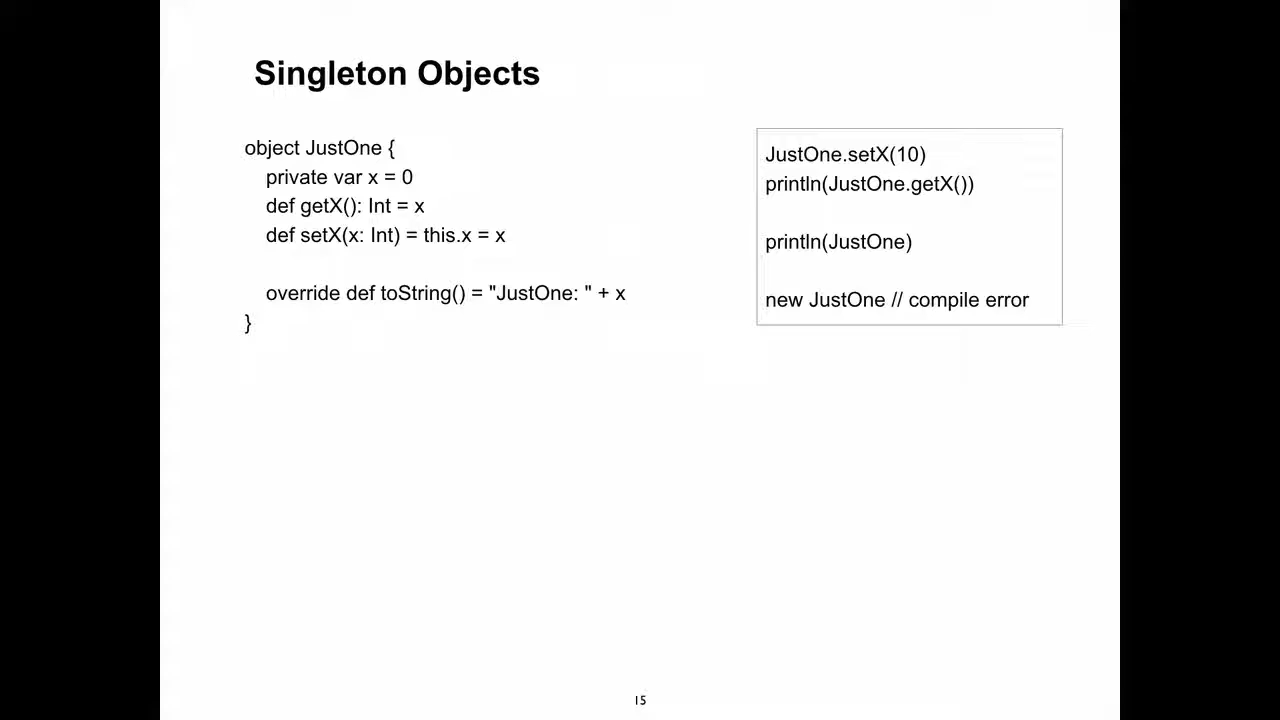 Singleton Objects
object JustOne {
private var x = 0
def getX(): Int = x
def setX(x: Int) = this.x = x
override def toString() = "JustOne: " + x
}
JustOne.setX(10)
println(JustOne.getX())
println(JustOne)
new JustOne // compile error
15